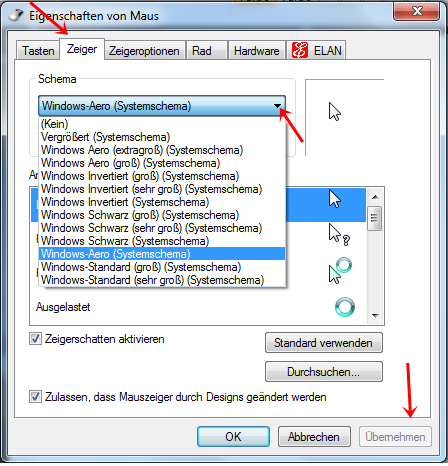 Eigenschaften von Maus
Tasten Zeiger Zeigeroptionen Rad Hardware ELAN
Schema
Windows-Aero (Systemschema)
(Kein)
Vergrößert (Systemschema)
Windows Aero (extragroß) (Systemschema)
Windows Aero (groß) (Systemschema)
Windows Invertiert (groß) (Systemschema)
Windows Invertiert (sehr groß) (Systemschema)
Windows Invertiert (Systemschema)
Windows Schwarz (groß) (Systemschema)
Windows Schwarz (sehr groß) (Systemschema)
Windows Schwarz (Systemschema)
Windows-Aero (Systemschema)
Windows-Standard (groß) (Systemschema)
Windows-Standard (sehr groß) (Systemschema)
Ausgelastet
Zeigerschatten aktivieren
Standard verwenden
Durchsuchen...
Zulassen, dass Mauszeiger durch Designs geändert werden
OK Abbrechen Übernehmen